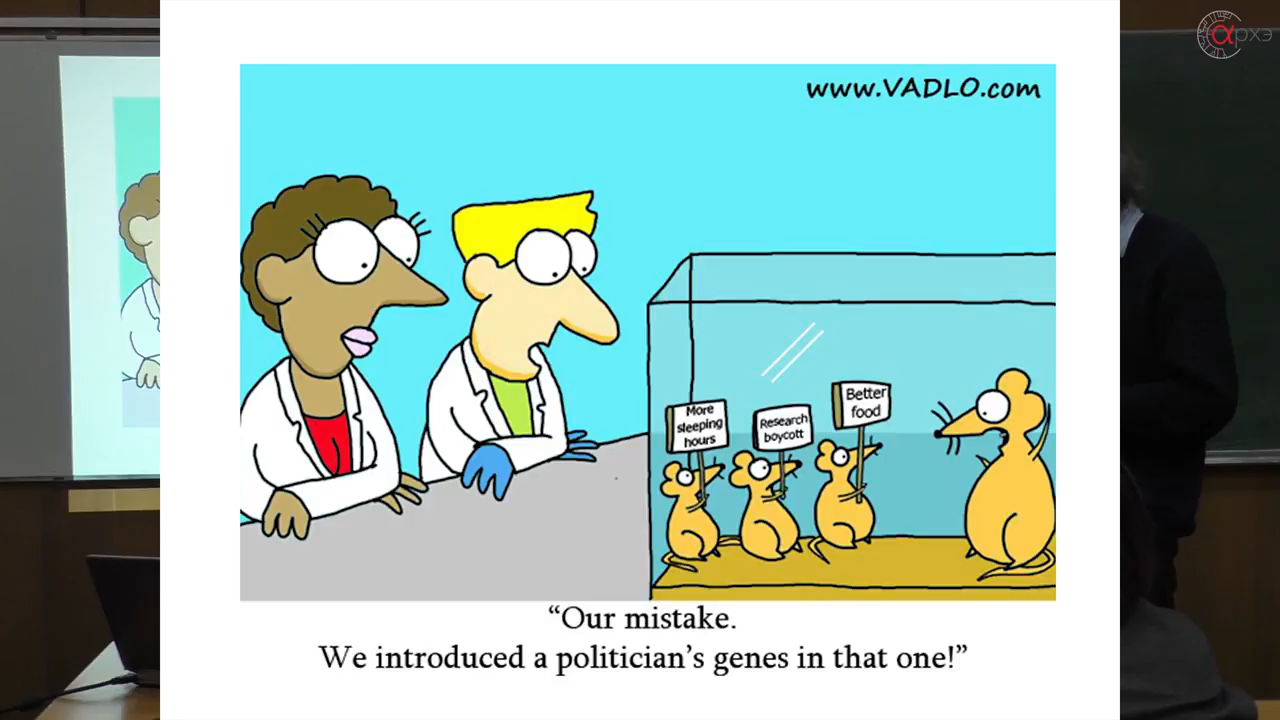 αрхэ
www.VADLO.com
More
sleeping
hours
Research
boycott
Better
food
“Our mistake.
We introduced a politician’s genes in that one!”